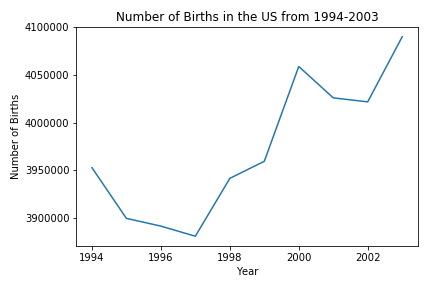 Number of Births in the US from 1994-2003
4100000
4050000
4000000
3950000
3900000
Number of Births
1994 1996 1998 2000 2002
Year